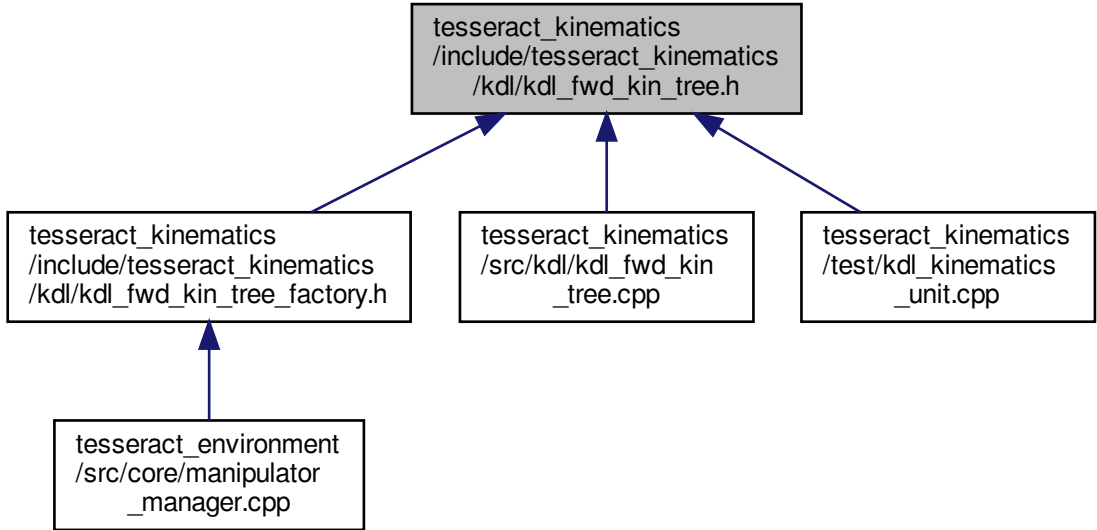 tesseract_kinematics
/include/tesseract_kinematics
/kdl/kdl_fwd_kin_tree.h
tesseract_kinematics
/include/tesseract_kinematics
/kdl/kdl_fwd_kin_tree_factory.h
tesseract_kinematics
/src/kdl/kdl_fwd_kin
_tree.cpp
tesseract_kinematics
/test/kdl_kinematics
_unit.cpp
tesseract_environment
/src/core/manipulator
_manager.cpp